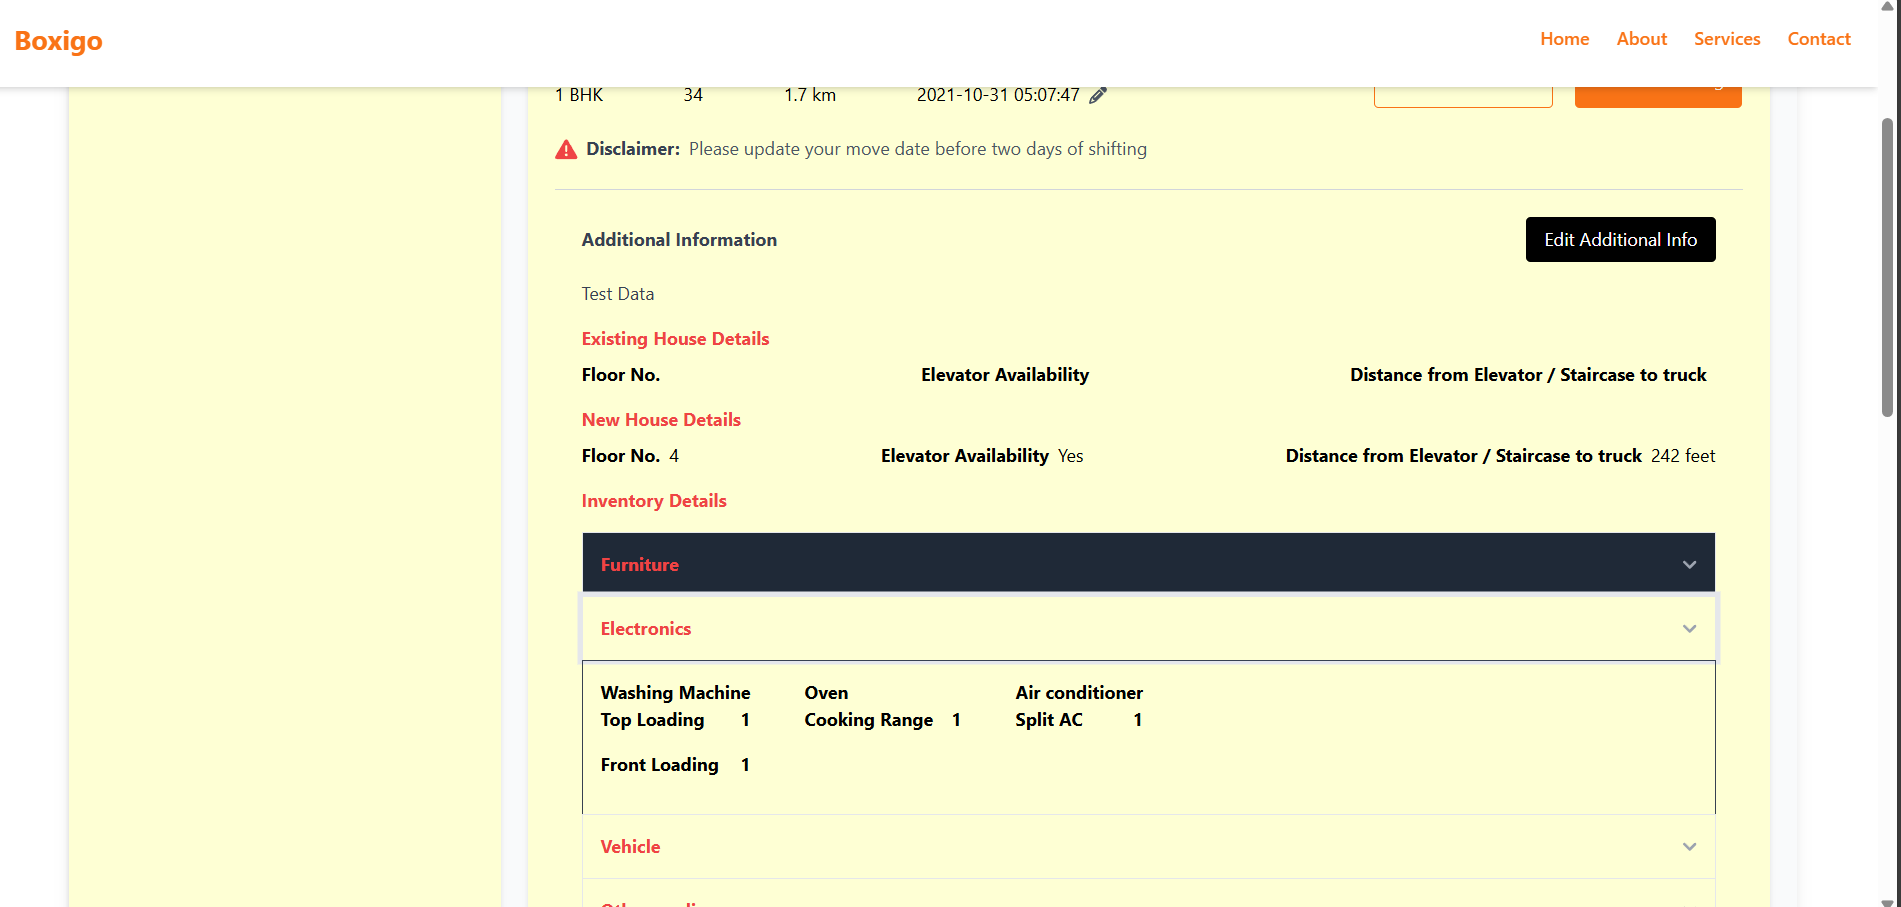 Boxigo
Home About Services Contact
1 BHK 34 1.7 km 2021-10-31 05:07:47
Disclaimer: Please update your move date before two days of shifting
Additional Information
Edit Additional Info
Test Data
Existing House Details
Floor No. Elevator Availability Distance from Elevator / Staircase to truck
New House Details
Floor No. 4 Elevator Availability Yes Distance from Elevator / Staircase to truck 242 feet
Inventory Details
Furniture
Electronics
Washing Machine Oven Air conditioner
Top Loading 1 Cooking Range 1 Split AC 1
Front Loading 1
Vehicle